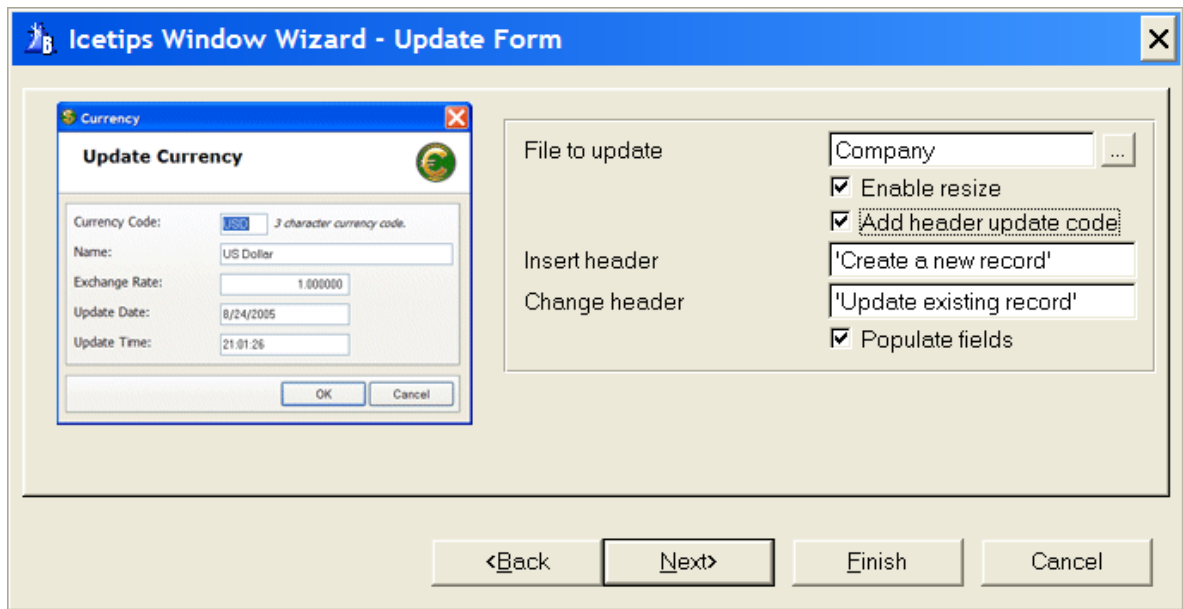 Icetips Window Wizard - Update Form
Currency
Update Currency
Currency Code:
USD
3 character currency code.
Name:
US Dollar
Exchange Rate:
1.000000
Update Date:
8/24/2005
Update Time:
21:01:26
OK
Cancel
File to update
Company
...
Enable resize
Add header update code
Insert header
'Create a new record'
Change header
'Update existing record'
Populate fields
<Back
Next>
Finish
Cancel